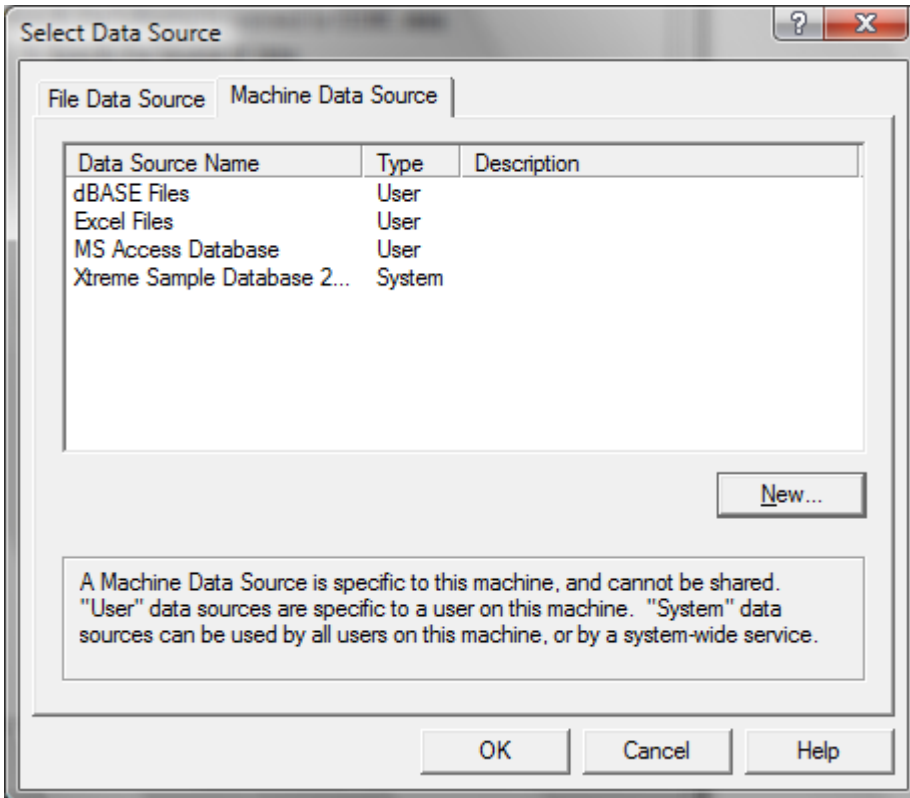 Select Data Source
File Data Source Machine Data Source
Data Source Name Type Description
dBASE Files User
Excel Files User
MS Access Database User
Xtreme Sample Database 2... System
New...
A Machine Data Source is specific to this machine, and cannot be shared.
"User" data sources are specific to a user on this machine. "System" data
sources can be used by all users on this machine, or by a system-wide service.
OK Cancel Help